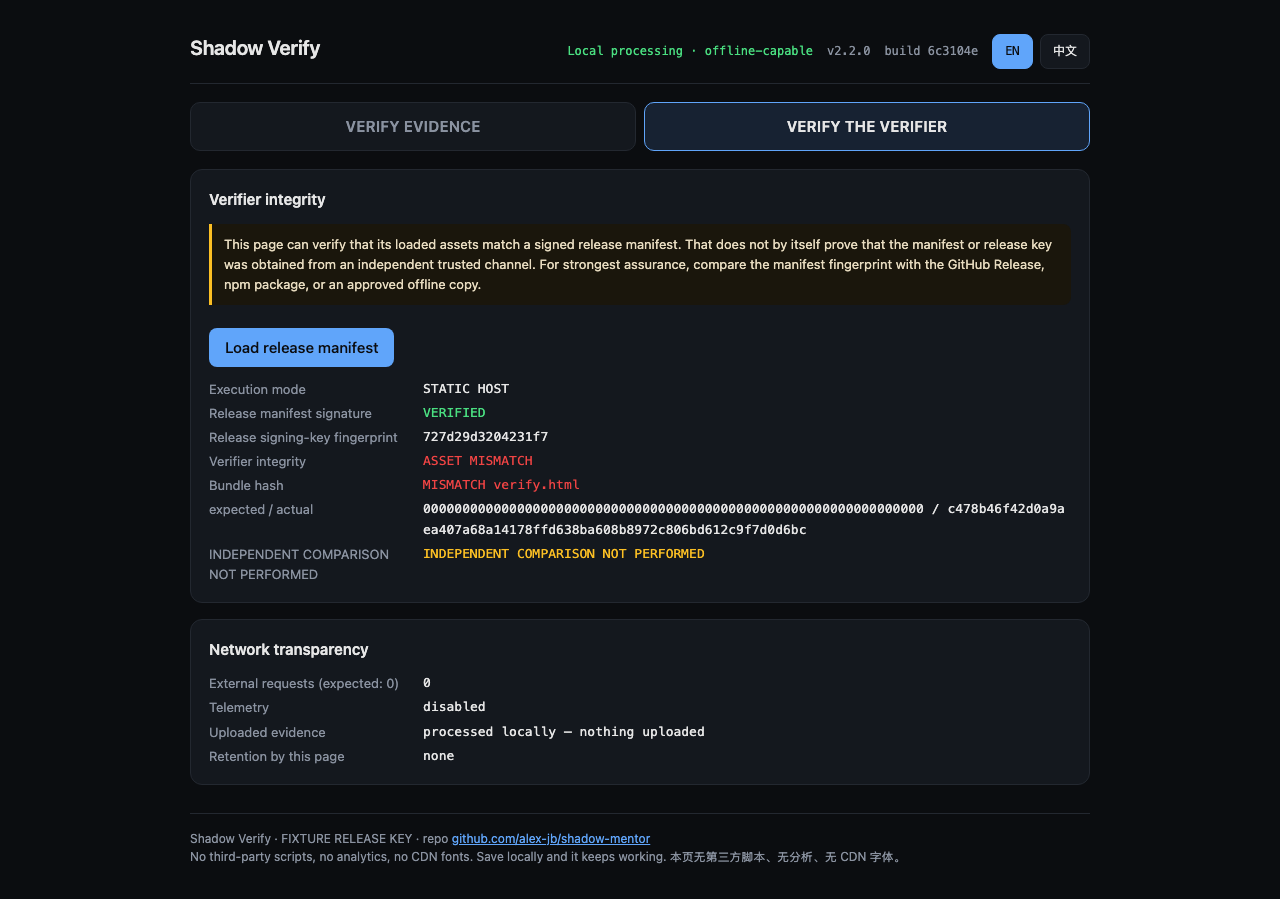 Shadow Verify
Local processing · offline-capable v2.2.0 build 6c3104e EN 中文
VERIFY EVIDENCE
VERIFY THE VERIFIER
Verifier integrity
This page can verify that its loaded assets match a signed release manifest. That does not by itself prove that the manifest or release key
was obtained from an independent trusted channel. For strongest assurance, compare the manifest fingerprint with the GitHub Release,
npm package, or an approved offline copy.
Load release manifest
Execution mode STATIC HOST
Release manifest signature VERIFIED
Release signing-key fingerprint 727d29d3204231f7
Verifier integrity ASSET MISMATCH
Bundle hash MISMATCH verify.html
expected / actual 0000000000000000000000000000000000000000000000000000000000000000 / c478b46f42d0a9a
ea407a68a14178ffd638ba608b8972c806bd612c9f7d0d6bc
INDEPENDENT COMPARISON
NOT PERFORMED
INDEPENDENT COMPARISON NOT PERFORMED
Network transparency
External requests (expected: 0) 0
Telemetry disabled
Uploaded evidence processed locally — nothing uploaded
Retention by this page none
Shadow Verify · FIXTURE RELEASE KEY · repo github.com/alex-jb/shadow-mentor
No third-party scripts, no analytics, no CDN fonts. Save locally and it keeps working. 本页无第三方脚本、无分析、无 CDN 字体。